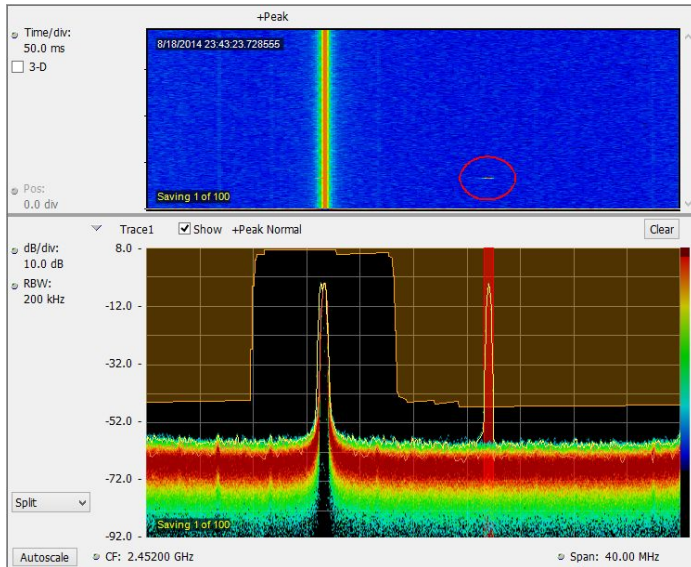 +Peak
Time/div:
50.0 ms
3-D
8/18/2014 23:43:23.728555
Pos:
0.0 div
Saving 1 of 100
Trace1 Show +Peak Normal Clear
dB/div:
10.0 dB
RBW:
200 kHz
8.0
-12.0
-32.0
-52.0
-72.0
-92.0
Saving 1 of 100
Split
Autoscale CF: 2.45200 GHz Span: 40.00 MHz